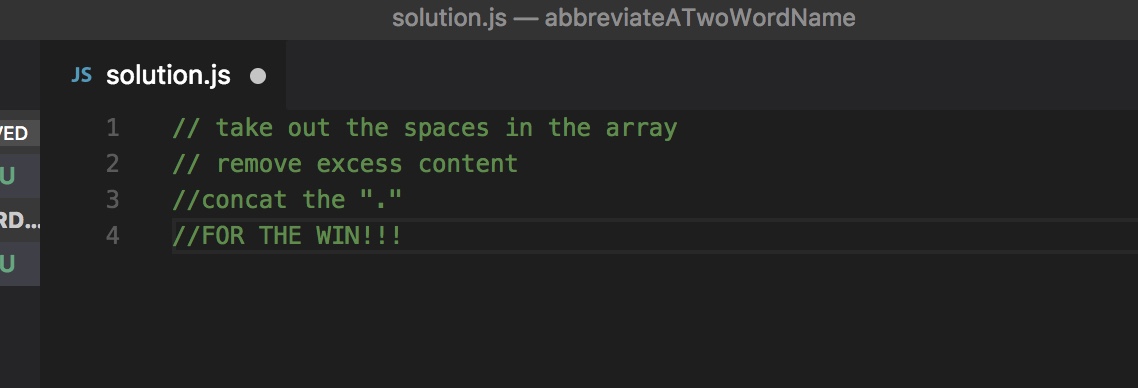 solution.js — abbreviateATwoWordName
JS solution.js
VED
1 // take out the spaces in the array
U
2 // remove excess content
3 //concat the "."
RD...
4 //FOR THE WIN!!!
U